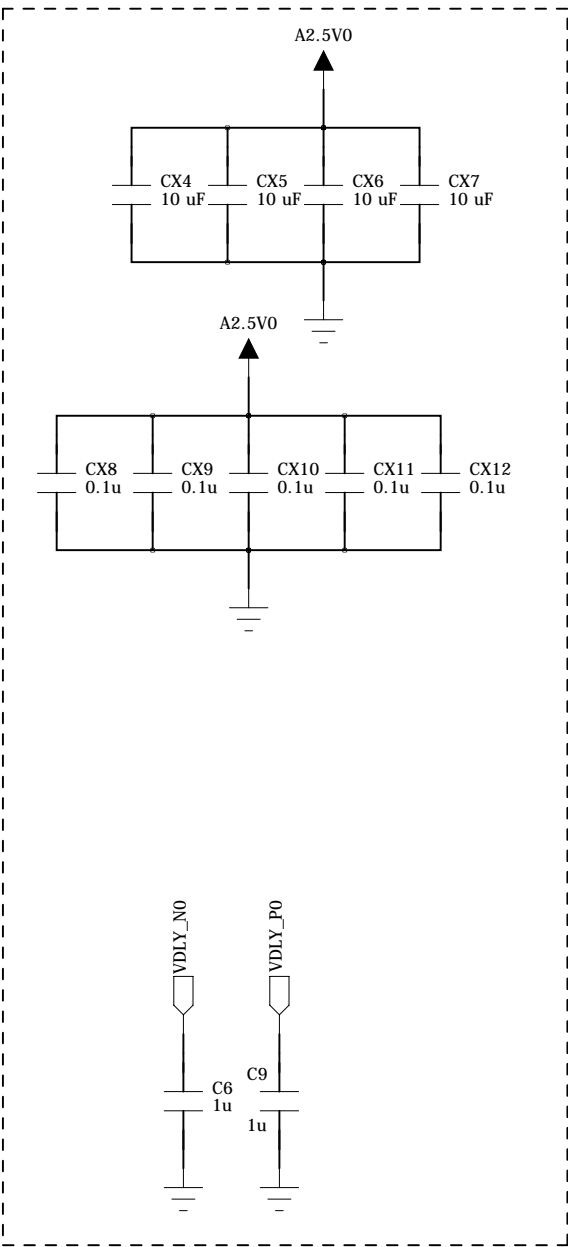 A2.5V0
CX4
10 uF
CX5
10 uF
CX6
10 uF
CX7
10 uF
A2.5V0
CX8
0.1u
CX9
0.1u
CX10
0.1u
CX11
0.1u
CX12
0.1u
VDLY_N0
VDLY_P0
C6
1u
C9
1u